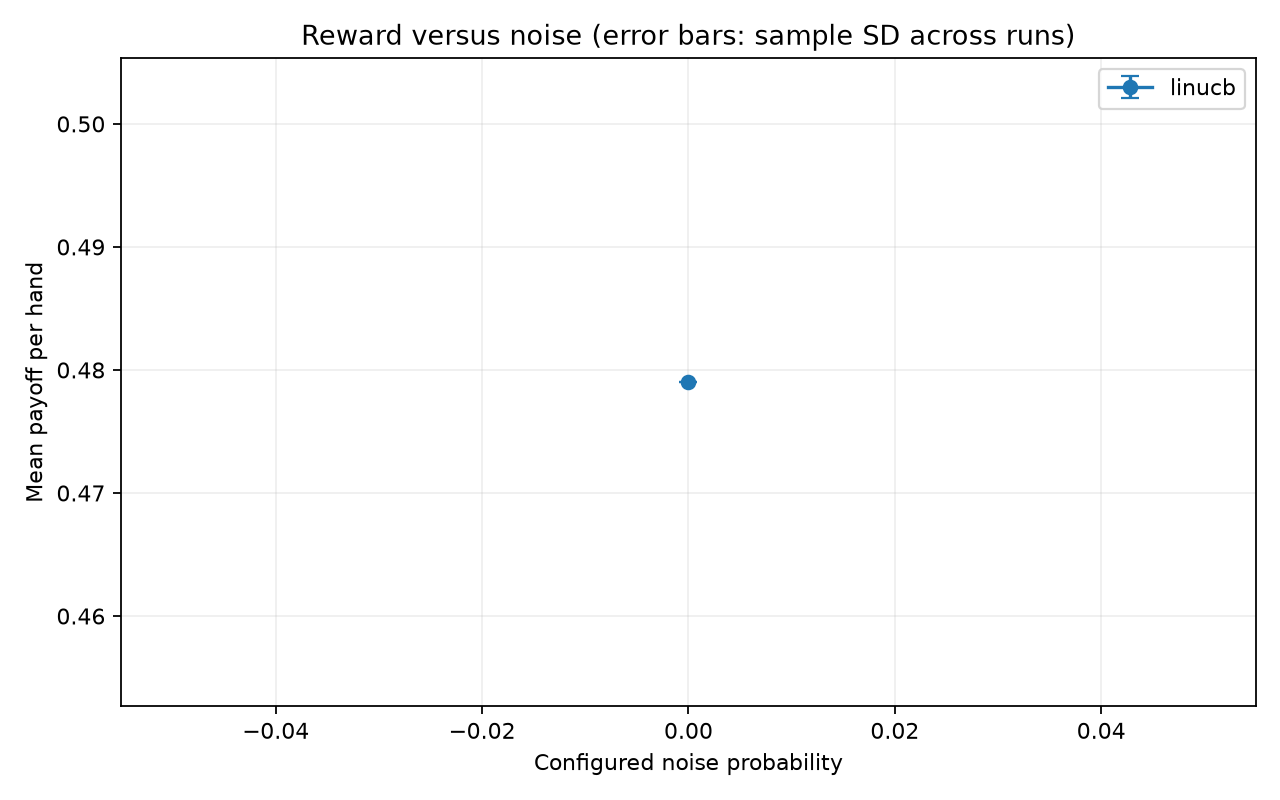 Reward versus noise (error bars: sample SD across runs)
linucb
0.50
0.49
0.48
0.47
0.46
Mean payoff per hand
−0.04
−0.02
0.00
0.02
0.04
Configured noise probability